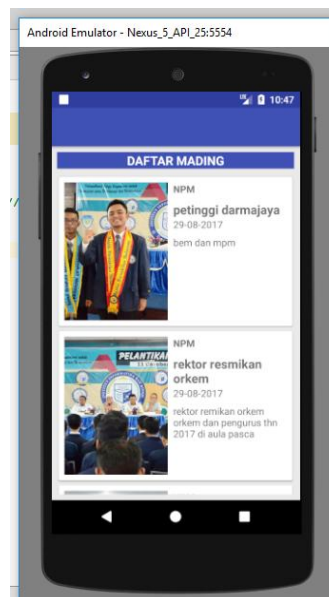 Android Emulator - Nexus_5_API_25:5554
10:47
DAFTAR MADING
NPM
petinggi darmajaya
29-08-2017
bem dan mpm
PELANTIKA
NPM
rektor resmikan
orkem
29-08-2017
rektor remikan orkem
orkem dan pengurus thn
2017 di aula pasca